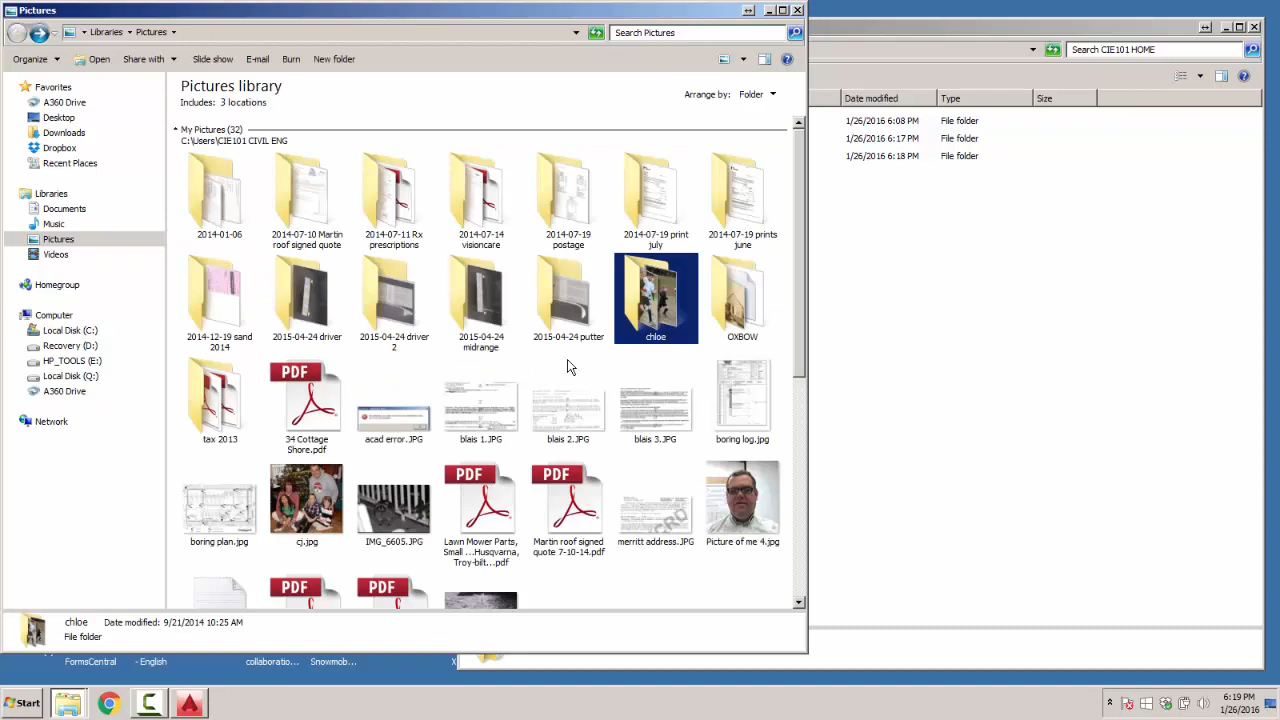 Pictures
Libraries Pictures
Search Pictures
Organize Open Share with Slide show E-mail Burn New folder
Favorites
A360 Drive
Desktop
Downloads
Dropbox
Recent Places
Libraries
Documents
Music
Pictures
Videos
Homegroup
Computer
Local Disk (C:)
Recovery (D:)
HP_TOOLS (E:)
Local Disk (Q:)
A360 Drive
Network
Pictures library
Includes: 3 locations
Arrange by: Folder
My Pictures (32)
C:\Users\CIE101 CIVIL ENG
2014-01-06
2014-07-10 Martin
roof signed quote
2014-07-11 Rx
prescriptions
2014-07-14
visioncare
2014-07-19
postage
2014-07-19 print
july
2014-07-19 prints
june
2014-12-19 sand
2014
2015-04-24 driver
2015-04-24 driver
2
2015-04-24
midrange
2015-04-24 putter
chloe
OXBOW
tax 2013
PDF
34 Cottage
Shore.pdf
acad error.JPG
blais 1.JPG
blais 2.JPG
blais 3.JPG
boring log.jpg
boring plan.jpg
cj.jpg
IMG_6605.JPG
PDF
Lawn Mower Parts,
Small ...Husqvarna,
Troy-bilt...pdf
PDF
Martin roof signed
quote 7-10-14.pdf
merritt address.JPG
Picture of me 4.jpg
PDF
PDF
chloe Date modified: 9/21/2014 10:25 AM
File folder
Search CIE101 HOME
Date modified Type Size
1/26/2016 6:08 PM File folder
1/26/2016 6:17 PM File folder
1/26/2016 6:18 PM File folder
FormsCentral - English collaboratio... Snowmob...
Start
6:19 PM
1/26/2016